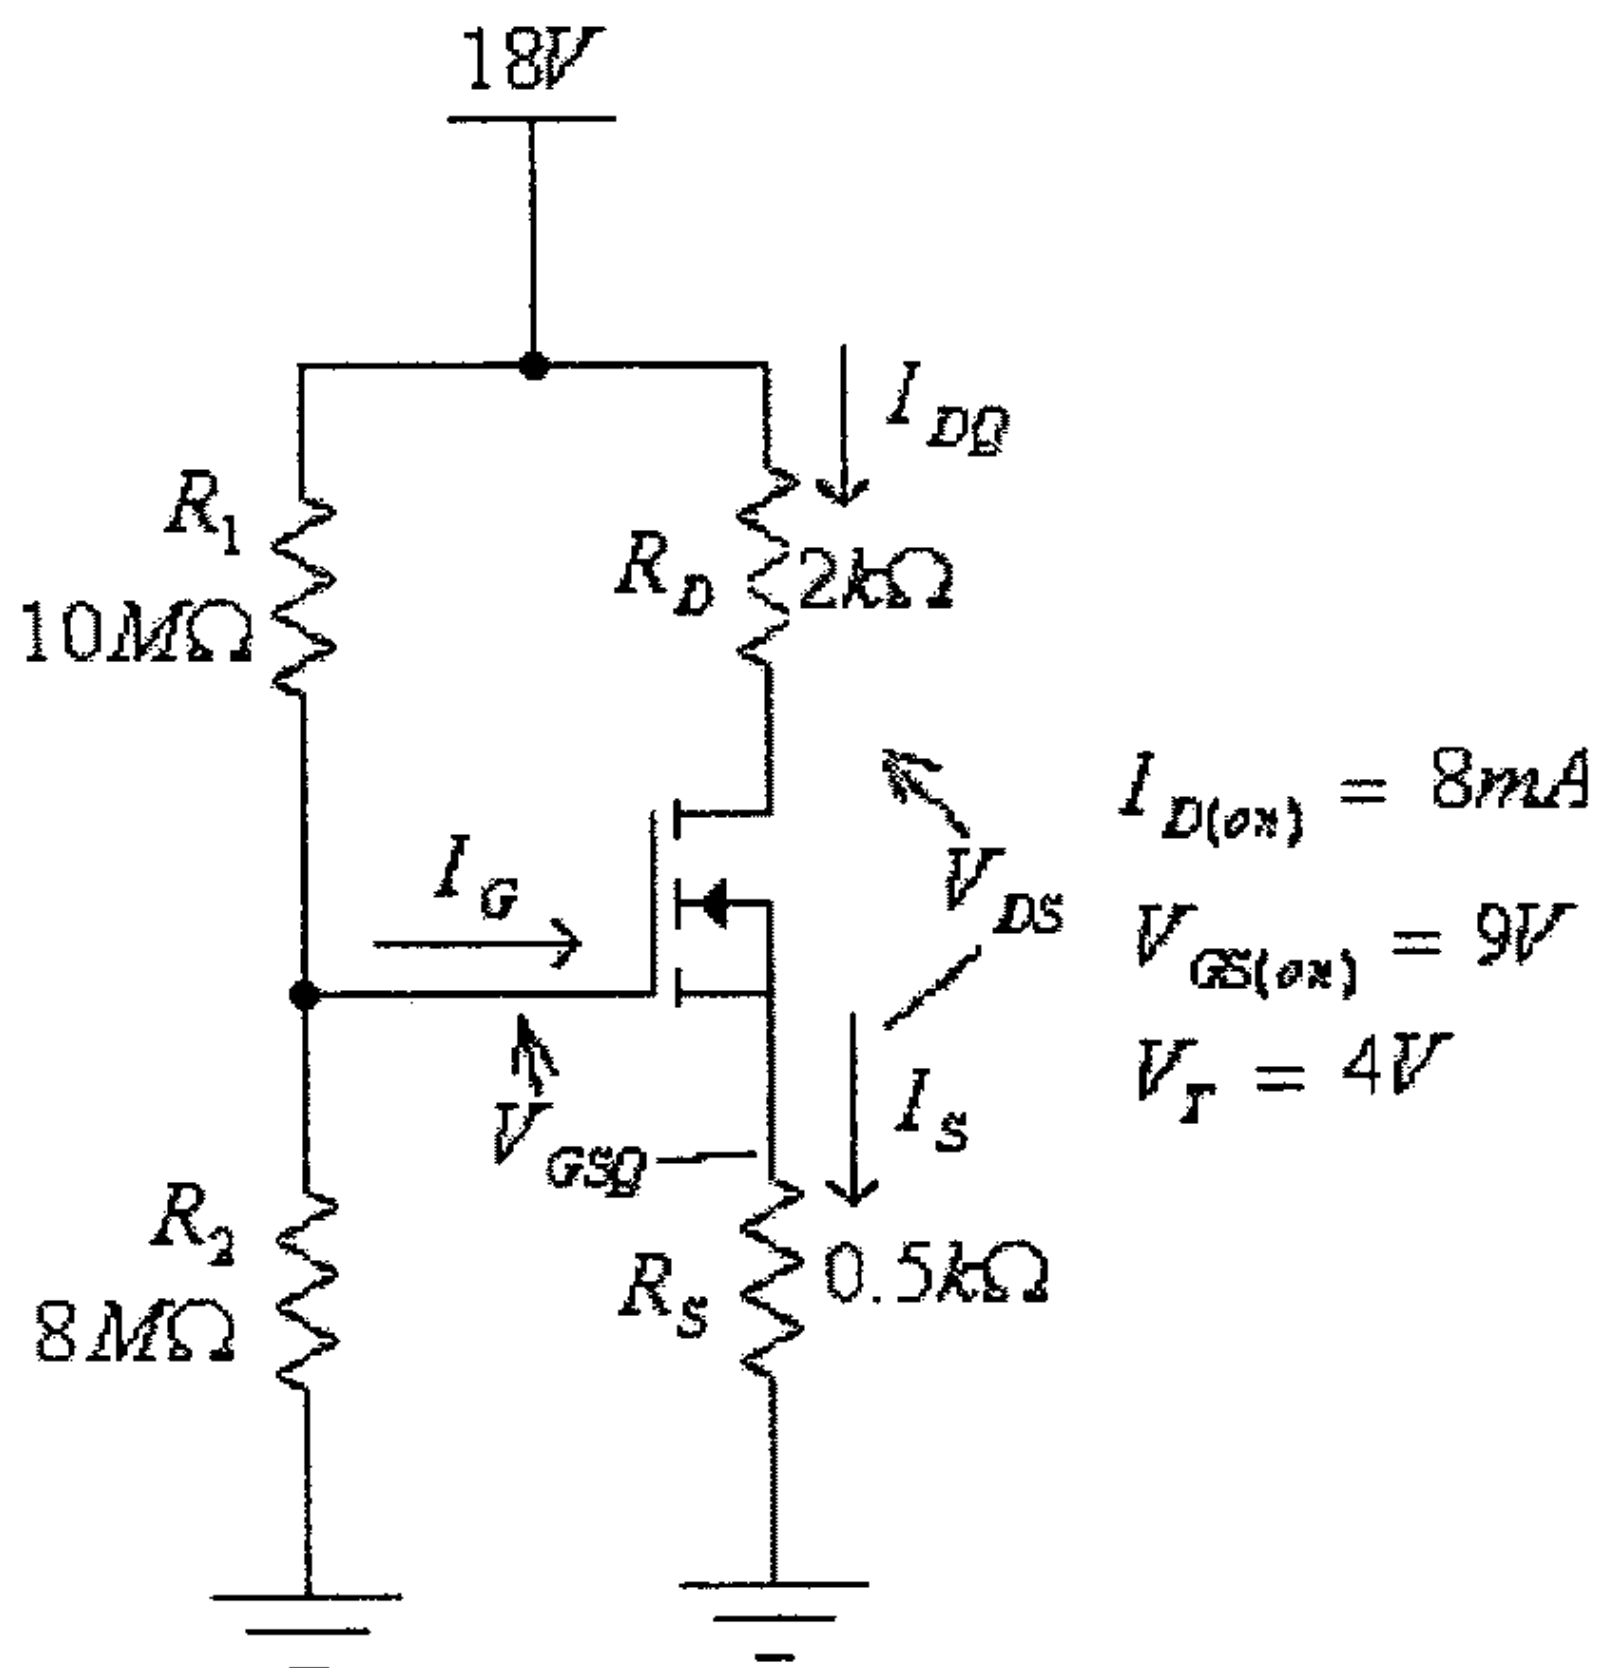 18V
I_DQ
R_1
R_D 2kΩ
10MΩ
I_D(on) = 8mA
I_G
V_DS
V_GS(on) = 9V
V_T = 4V
I_S
V_GSQ
R_2
R_S 0.5kΩ
8MΩ